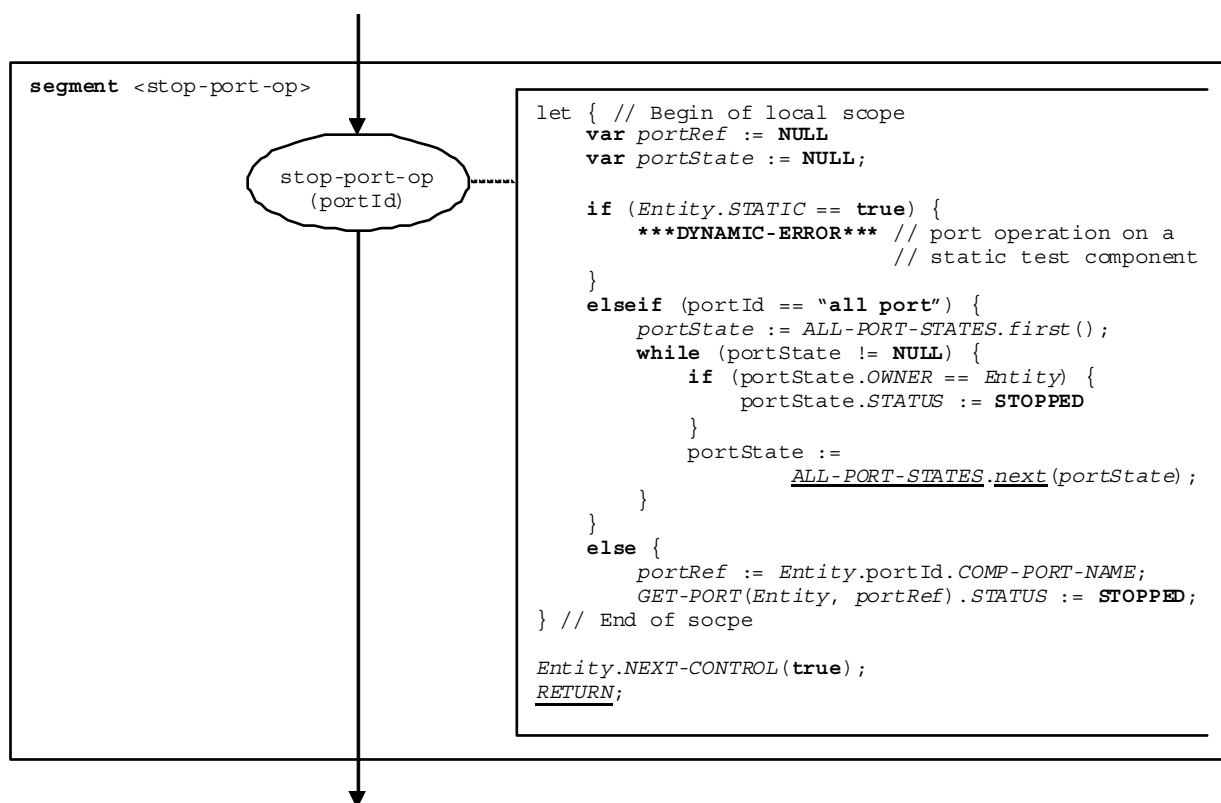 segment <stop-port-op>
stop-port-op
(portId)
let { // Begin of local scope
var portRef := NULL
var portState := NULL;
if (Entity.STATIC == true) {
***DYNAMIC-ERROR*** // port operation on a
// static test component
}
elseif (portId == “all port”) {
portState := ALL-PORT-STATES.first();
while (portState != NULL) {
if (portState.OWNER == Entity) {
portState.STATUS := STOPPED
}
portState :=
ALL-PORT-STATES.next(portState);
}
}
else {
portRef := Entity.portId.COMP-PORT-NAME;
GET-PORT(Entity, portRef).STATUS := STOPPED;
} // End of socpe
Entity.NEXT-CONTROL(true);
RETURN;